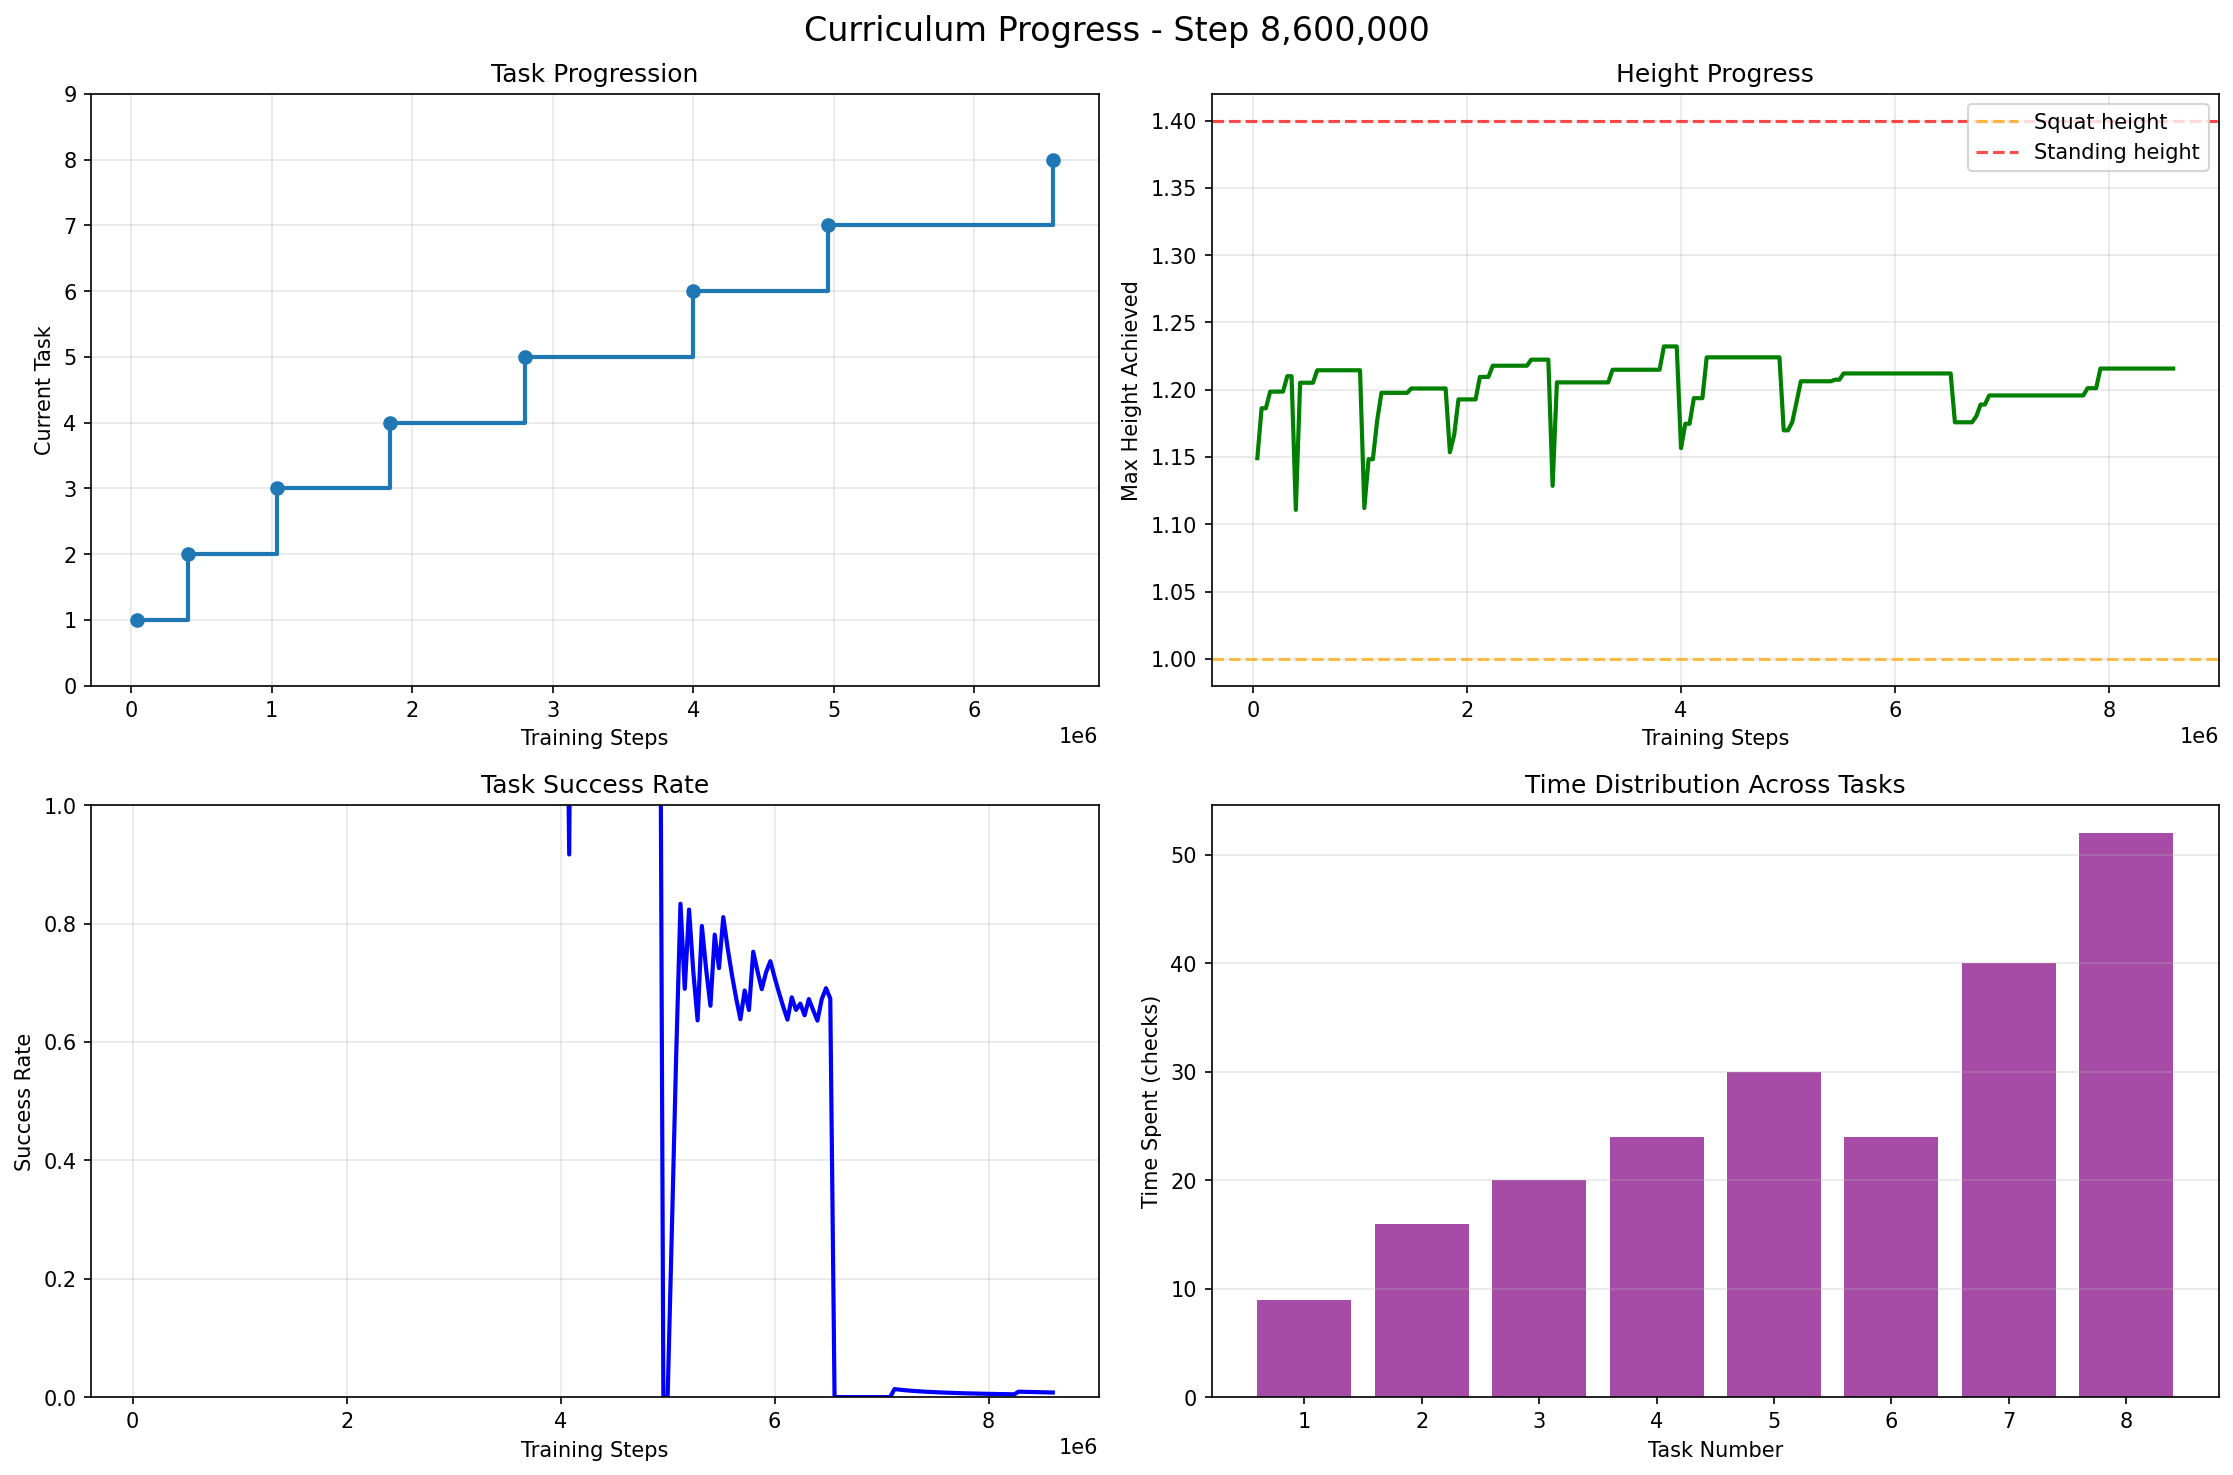 Curriculum Progress - Step 8,600,000
Task Progression
9
8
7
6
5
4
3
2
1
0
Current Task
0 1 2 3 4 5 6
1e6
Training Steps
Height Progress
1.40
1.35
1.30
1.25
1.20
1.15
1.10
1.05
1.00
Max Height Achieved
Squat height
Standing height
0 2 4 6 8
1e6
Training Steps
Task Success Rate
1.0
0.8
0.6
0.4
0.2
0.0
Success Rate
0 2 4 6 8
1e6
Training Steps
Time Distribution Across Tasks
50
40
30
20
10
0
Time Spent (checks)
1 2 3 4 5 6 7 8
Task Number